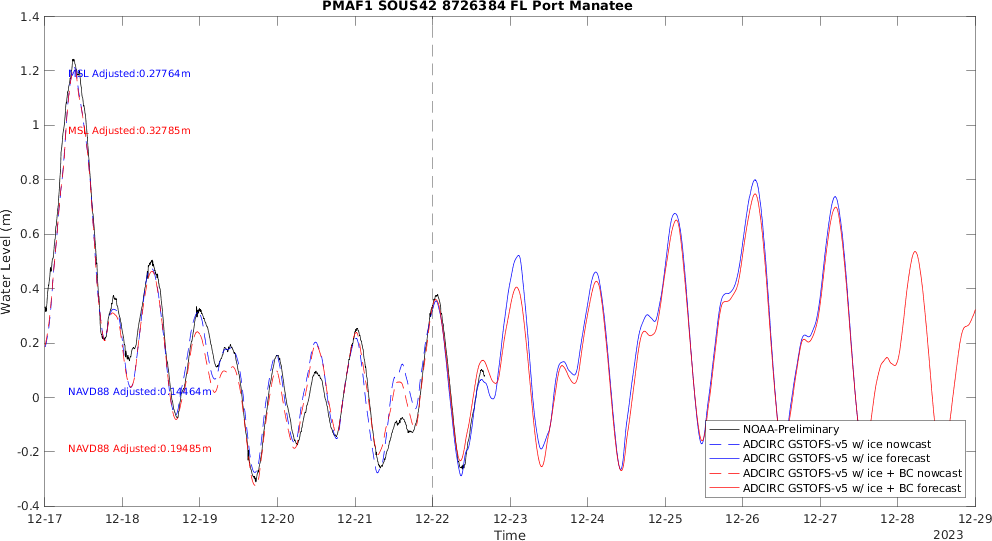 PMAF1 SOUS42 8726384 FL Port Manatee
1.4
1.2
1
0.8
0.6
0.4
0.2
0
-0.2
-0.4
Water Level (m)
MSL Adjusted:0.27764m
MSL Adjusted:0.32785m
NAVD88 Adjusted:0.14464m
NAVD88 Adjusted:0.19485m
NOAA-Preliminary
ADCIRC GSTOFS-v5 w/ ice nowcast
ADCIRC GSTOFS-v5 w/ ice forecast
ADCIRC GSTOFS-v5 w/ ice + BC nowcast
ADCIRC GSTOFS-v5 w/ ice + BC forecast
12-17 12-18 12-19 12-20 12-21 12-22 12-23 12-24 12-25 12-26 12-27 12-28 12-29
Time
2023